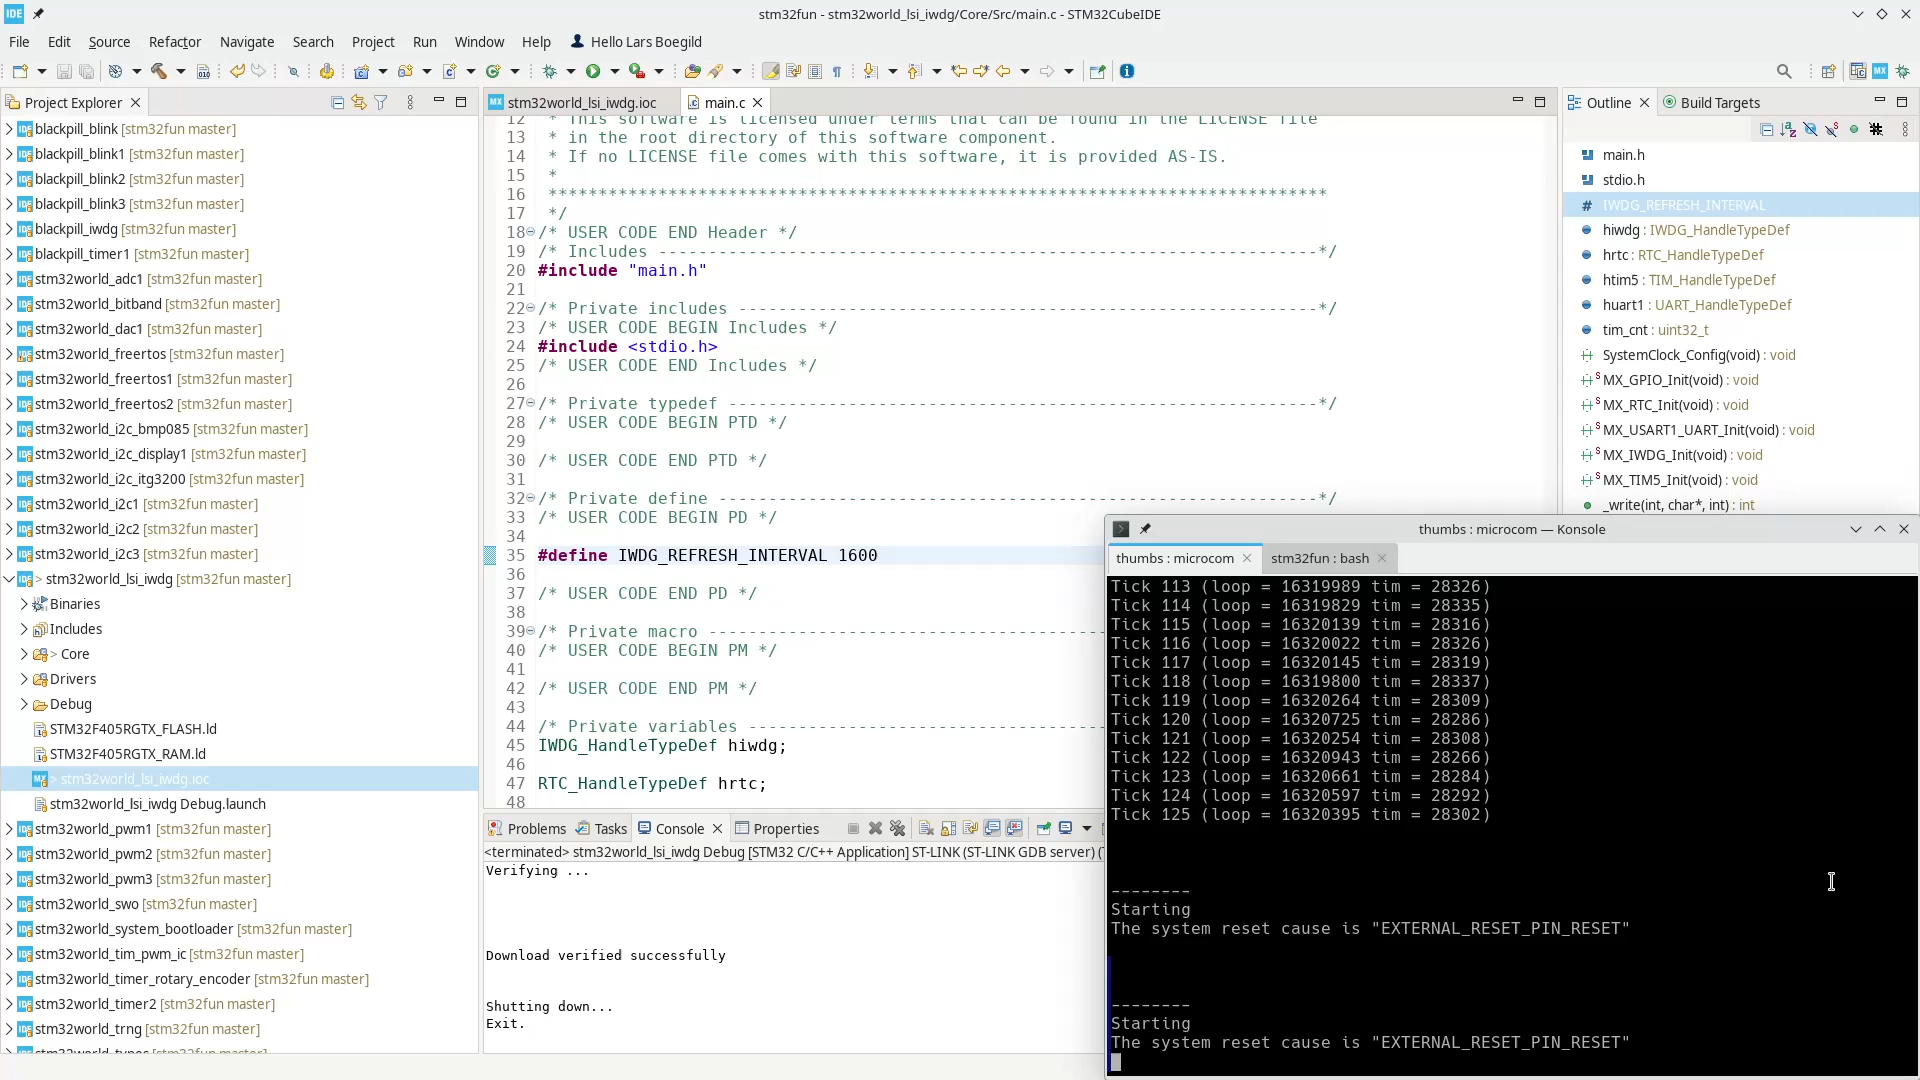 IDE
stm32fun - stm32world_lsi_iwdg/Core/Src/main.c - STM32CubeIDE
File Edit Source Refactor Navigate Search Project Run Window Help Hello Lars Boegild
Project Explorer
blackpill_blink [stm32fun master]
blackpill_blink1 [stm32fun master]
blackpill_blink2 [stm32fun master]
blackpill_blink3 [stm32fun master]
blackpill_iwdg [stm32fun master]
blackpill_timer1 [stm32fun master]
stm32world_adc1 [stm32fun master]
stm32world_bitband [stm32fun master]
stm32world_dac1 [stm32fun master]
stm32world_freertos [stm32fun master]
stm32world_freertos1 [stm32fun master]
stm32world_freertos2 [stm32fun master]
stm32world_i2c_bmp085 [stm32fun master]
stm32world_i2c_display1 [stm32fun master]
stm32world_i2c_itg3200 [stm32fun master]
stm32world_i2c1 [stm32fun master]
stm32world_i2c2 [stm32fun master]
stm32world_i2c3 [stm32fun master]
> stm32world_lsi_iwdg [stm32fun master]
Binaries
Includes
> Core
Drivers
Debug
STM32F405RGTX_FLASH.ld
STM32F405RGTX_RAM.ld
> stm32world_lsi_iwdg.ioc
stm32world_lsi_iwdg Debug.launch
stm32world_pwm1 [stm32fun master]
stm32world_pwm2 [stm32fun master]
stm32world_pwm3 [stm32fun master]
stm32world_swo [stm32fun master]
stm32world_system_bootloader [stm32fun master]
stm32world_tim_pwm_ic [stm32fun master]
stm32world_timer_rotary_encoder [stm32fun master]
stm32world_timer2 [stm32fun master]
stm32world_trng [stm32fun master]
stm32world_lsi_iwdg.ioc
main.c
12 * This software is licensed under terms that can be found in the LICENSE file
13 * in the root directory of this software component.
14 * If no LICENSE file comes with this software, it is provided AS-IS.
15 *
16 ******************************************************************************
17 */
18 /* USER CODE END Header */
19 /* Includes ------------------------------------------------------------------*/
20 #include "main.h"
21
22 /* Private includes ----------------------------------------------------------*/
23 /* USER CODE BEGIN Includes */
24 #include <stdio.h>
25 /* USER CODE END Includes */
26
27 /* Private typedef -----------------------------------------------------------*/
28 /* USER CODE BEGIN PTD */
29
30 /* USER CODE END PTD */
31
32 /* Private define ------------------------------------------------------------*/
33 /* USER CODE BEGIN PD */
34
35 #define IWDG_REFRESH_INTERVAL 1600
36
37 /* USER CODE END PD */
38
39 /* Private macro ----------------------------------------
40 /* USER CODE BEGIN PM */
41
42 /* USER CODE END PM */
43
44 /* Private variables -------------------------------------
45 IWDG_HandleTypeDef hiwdg;
46
47 RTC_HandleTypeDef hrtc;
48
Outline
Build Targets
main.h
stdio.h
# IWDG_REFRESH_INTERVAL
hiwdg : IWDG_HandleTypeDef
hrtc : RTC_HandleTypeDef
htim5 : TIM_HandleTypeDef
huart1 : UART_HandleTypeDef
tim_cnt : uint32_t
SystemClock_Config(void) : void
MX_GPIO_Init(void) : void
MX_RTC_Init(void) : void
MX_USART1_UART_Init(void) : void
MX_IWDG_Init(void) : void
MX_TIM5_Init(void) : void
_write(int, char*, int) : int
Problems Tasks Console Properties
<terminated> stm32world_lsi_iwdg Debug [STM32 C/C++ Application] ST-LINK (ST-LINK GDB server) (
Verifying ...
Download verified successfully
Shutting down...
Exit.
thumbs : microcom — Konsole
thumbs : microcom
stm32fun : bash
Tick 113 (loop = 16319989 tim = 28326)
Tick 114 (loop = 16319829 tim = 28335)
Tick 115 (loop = 16320139 tim = 28316)
Tick 116 (loop = 16320022 tim = 28326)
Tick 117 (loop = 16320145 tim = 28319)
Tick 118 (loop = 16319800 tim = 28337)
Tick 119 (loop = 16320264 tim = 28309)
Tick 120 (loop = 16320725 tim = 28286)
Tick 121 (loop = 16320254 tim = 28308)
Tick 122 (loop = 16320943 tim = 28266)
Tick 123 (loop = 16320661 tim = 28284)
Tick 124 (loop = 16320597 tim = 28292)
Tick 125 (loop = 16320395 tim = 28302)
--------
Starting
The system reset cause is "EXTERNAL_RESET_PIN_RESET"
--------
Starting
The system reset cause is "EXTERNAL_RESET_PIN_RESET"